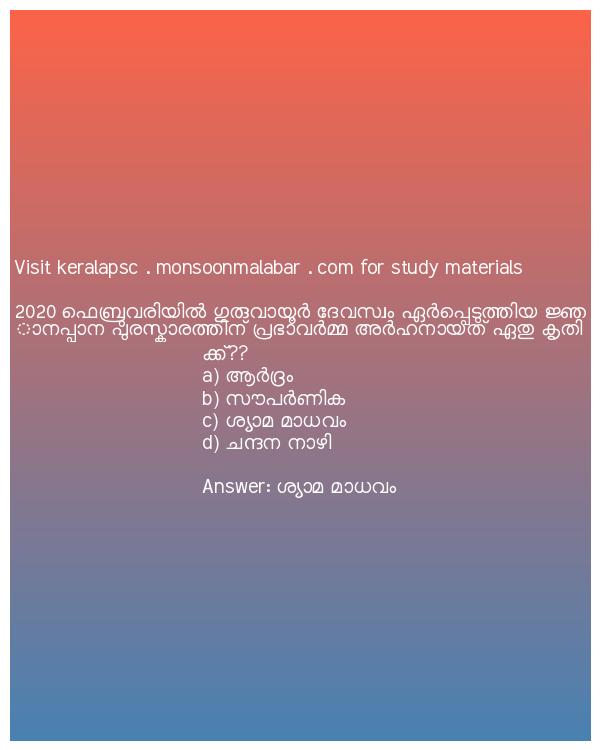 Visit keralapsc . monsoonmalabar . com for study materials
2020 ഫെബ്രുവരിയിൽ ഗുരുവായൂർ ദേവസ്വം ഏർപ്പെടുത്തിയ ജ്ഞ
ാനപ്പാന പുരസ്കാരത്തിന് പ്രഭാവർമ്മ അർഹനായത് ഏതു കൃതി
ക്ക്??
a) ആർദ്രം
b) സൗപർണിക
c) ശ്യാമ മാധവം
d) ചന്ദന നാഴി
Answer: ശ്യാമ മാധവം